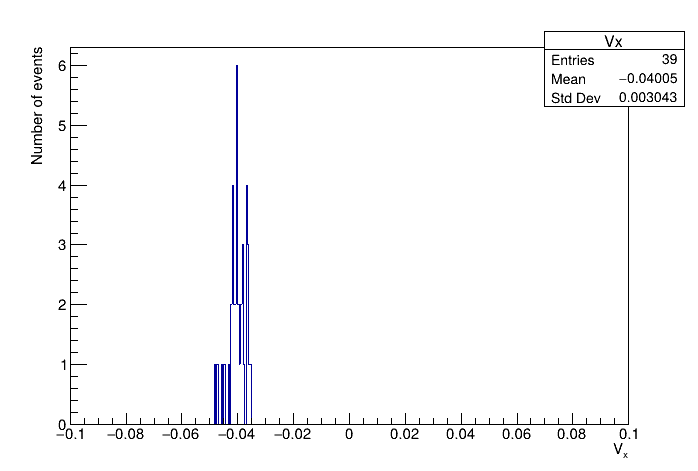 Vx
Entries 39
Mean −0.04005
Std Dev 0.003043
Number of events
6
5
4
3
2
1
0
−0.1 −0.08 −0.06 −0.04 −0.02 0 0.02 0.04 0.06 0.08 0.1
Vx